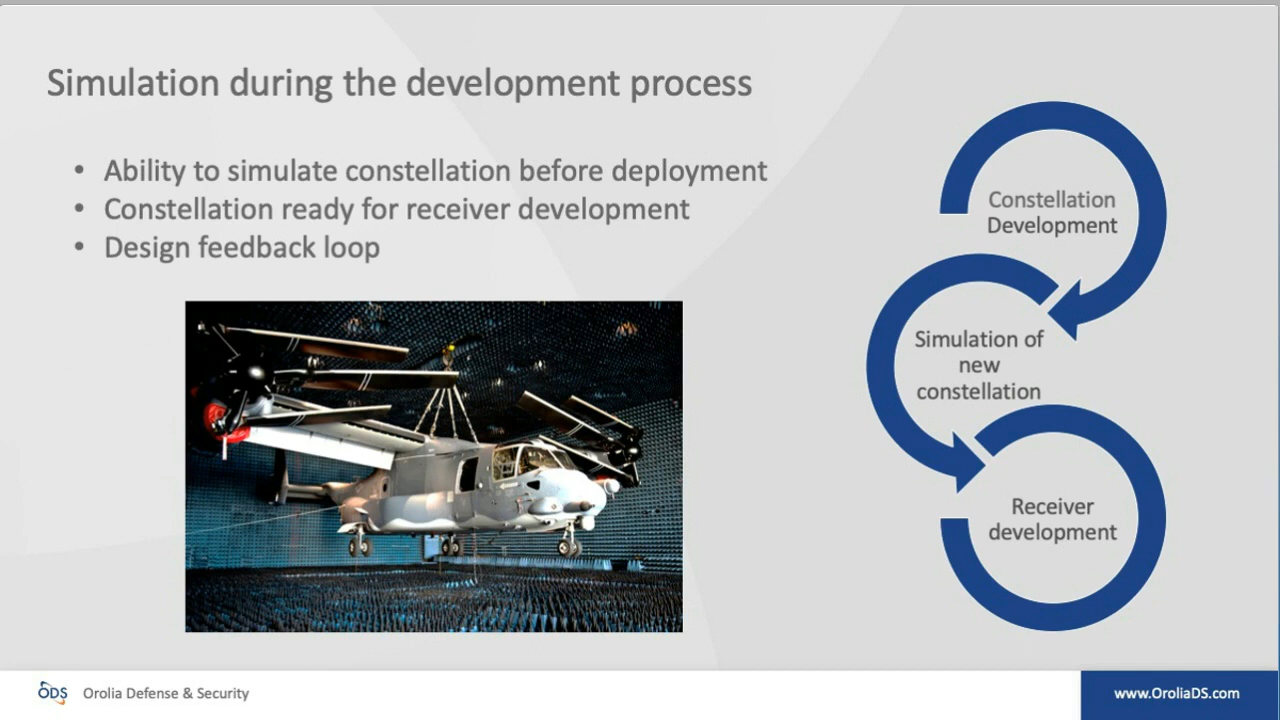 Simulation during the development process
• Ability to simulate constellation before deployment
• Constellation ready for receiver development
• Design feedback loop
Constellation
Development
Simulation of
new
constellation
Receiver
development
ODS Orolia Defense & Security
www.OroliaDS.com